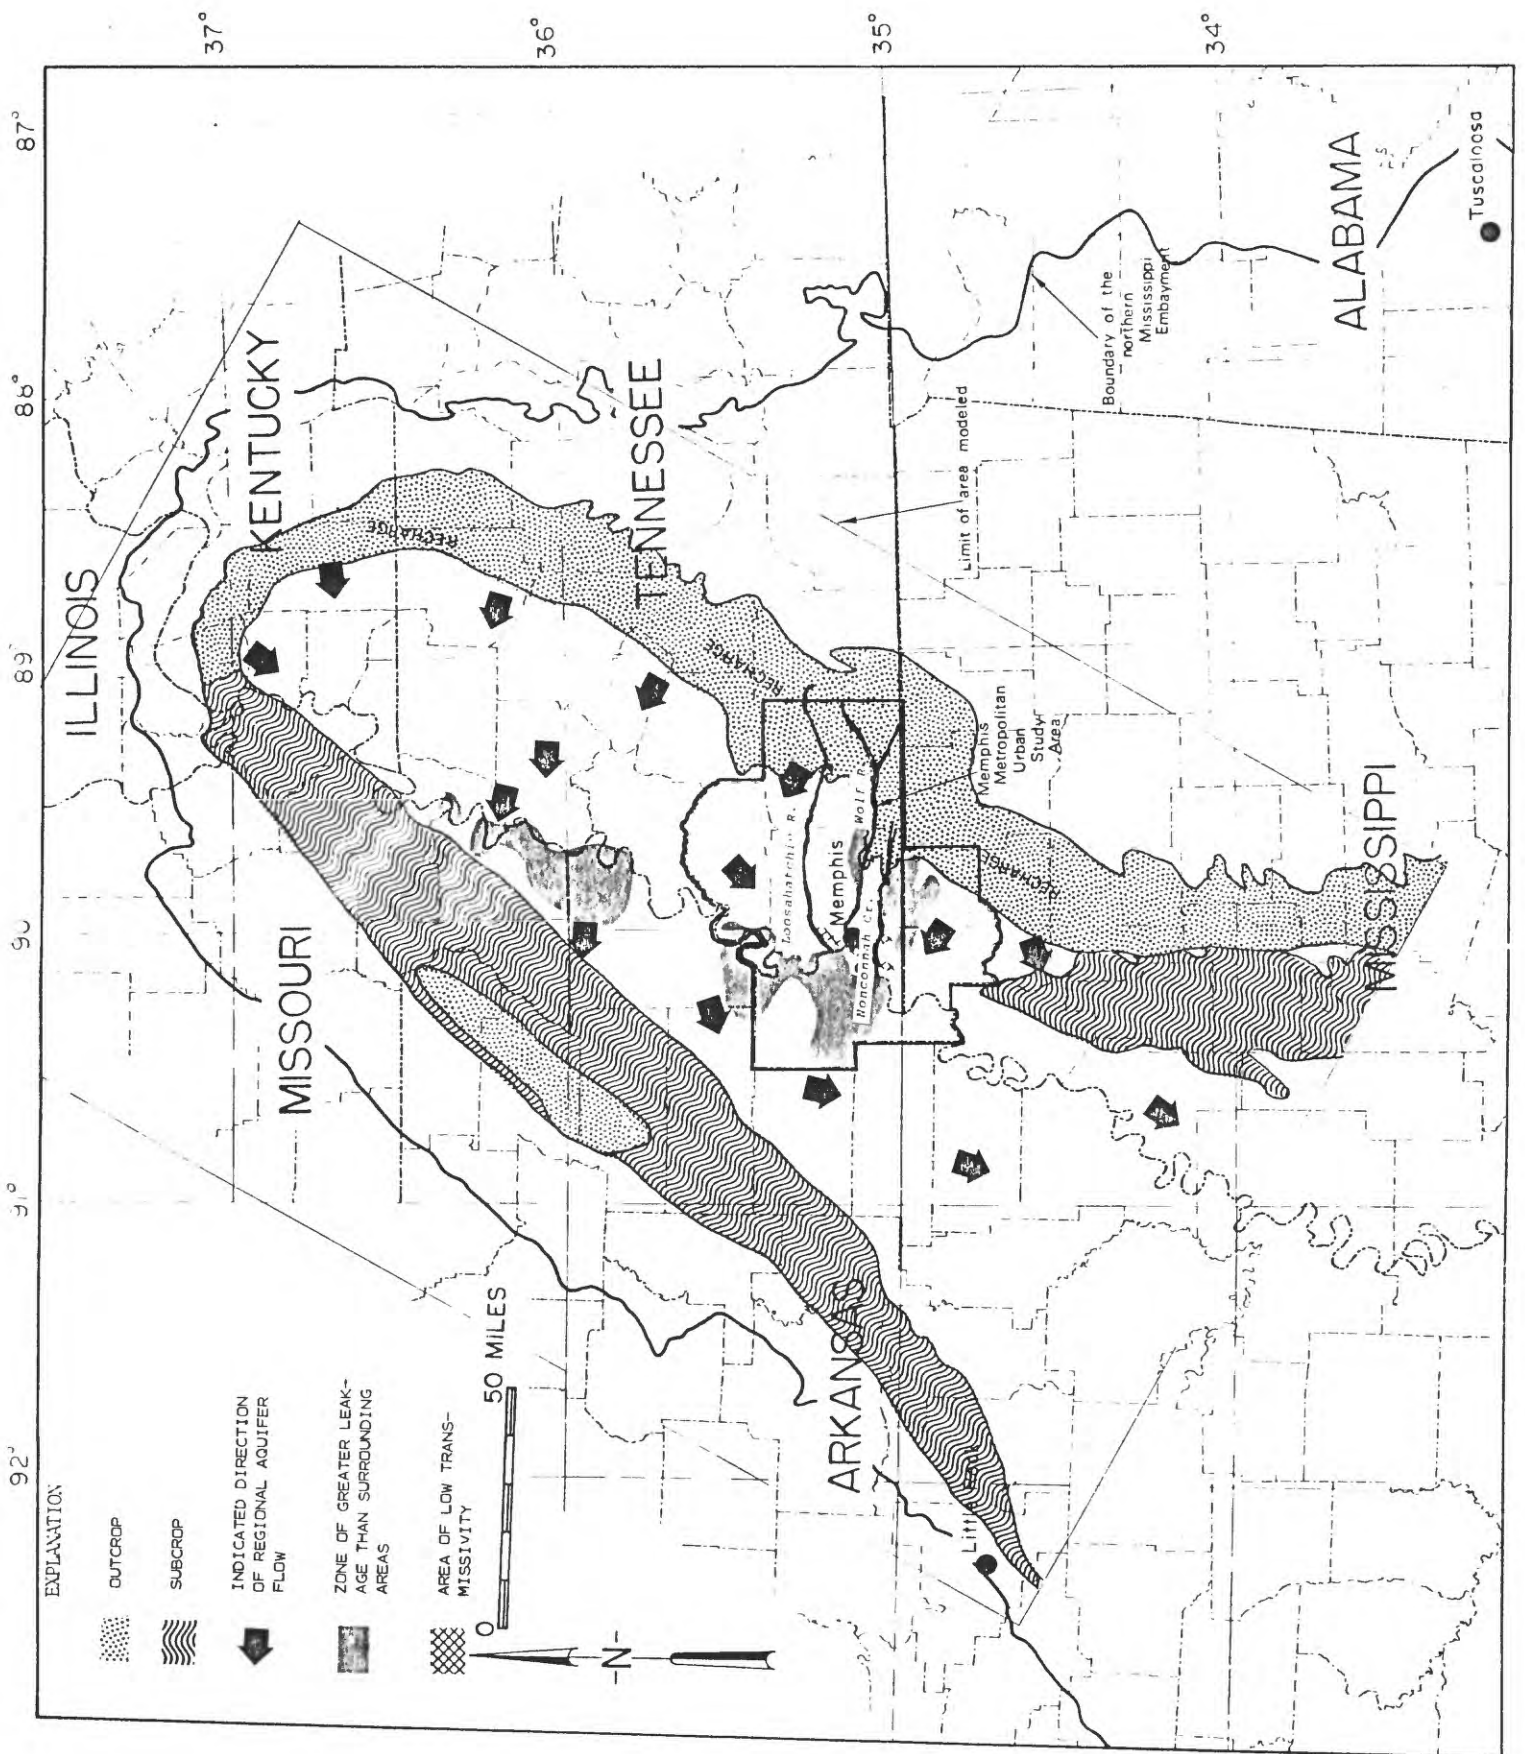 EXPLANATION
OUTCROP
SUBCROP
INDICATED DIRECTION
OF REGIONAL AQUIFER
FLOW
ZONE OF GREATER LEAK-
AGE THAN SURROUNDING
AREAS
AREA OF LOW TRANS-
MISSIVITY
0
50 MILES
-N-
92°
88°
87°
37°
36°
35°
34°
ILLINOIS
KENTUCKY
MISSOURI
TENNESSEE
ARKANSAS
MISSISSIPPI
ALABAMA
RECHARGE
RECHARGE
RECHARGE
Loosahatchie R.
Memphis
Wolf R.
Nonconnah Cr.
Memphis
Metropolitan
Urban
Study
Area
Limit of area modeled
Boundary of the
northern
Mississippi
Embayment
Tuscaloosa